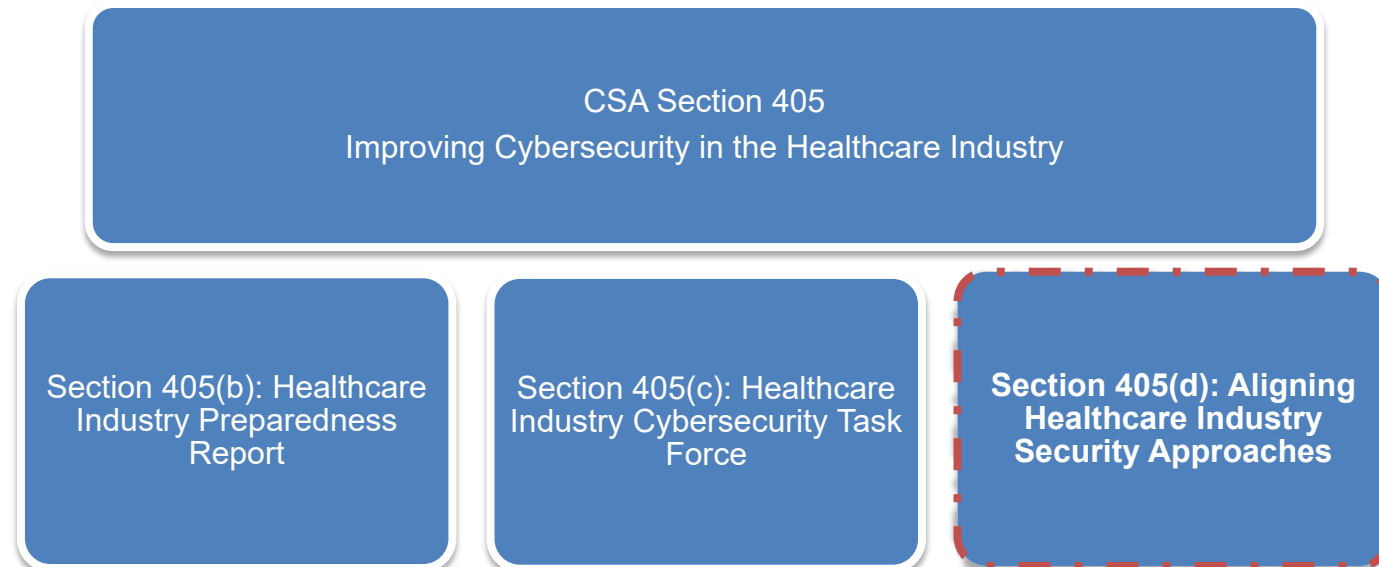 CSA Section 405
Improving Cybersecurity in the Healthcare Industry
Section 405(b): Healthcare
Industry Preparedness
Report
Section 405(c): Healthcare
Industry Cybersecurity Task
Force
Section 405(d): Aligning
Healthcare Industry
Security Approaches